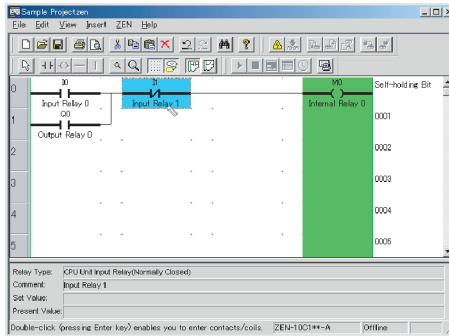 Sample Projectzen
File Edit View Insert ZEN Help
0 I0 I1 M0 Self-holding Bit
Input Relay 0 Input Relay 1 Internal Relay 0
1 Q0 0001
Output Relay 0
2 0002
3 0003
4 0004
5 0005
Relay Type: CPU Unit Input Relay(Normally Closed)
Comment: Input Relay 1
Set Value:
Present Value:
Double-click (pressing Enter key) enables you to enter contacts/coils. ZEN-10C1**-A Offline